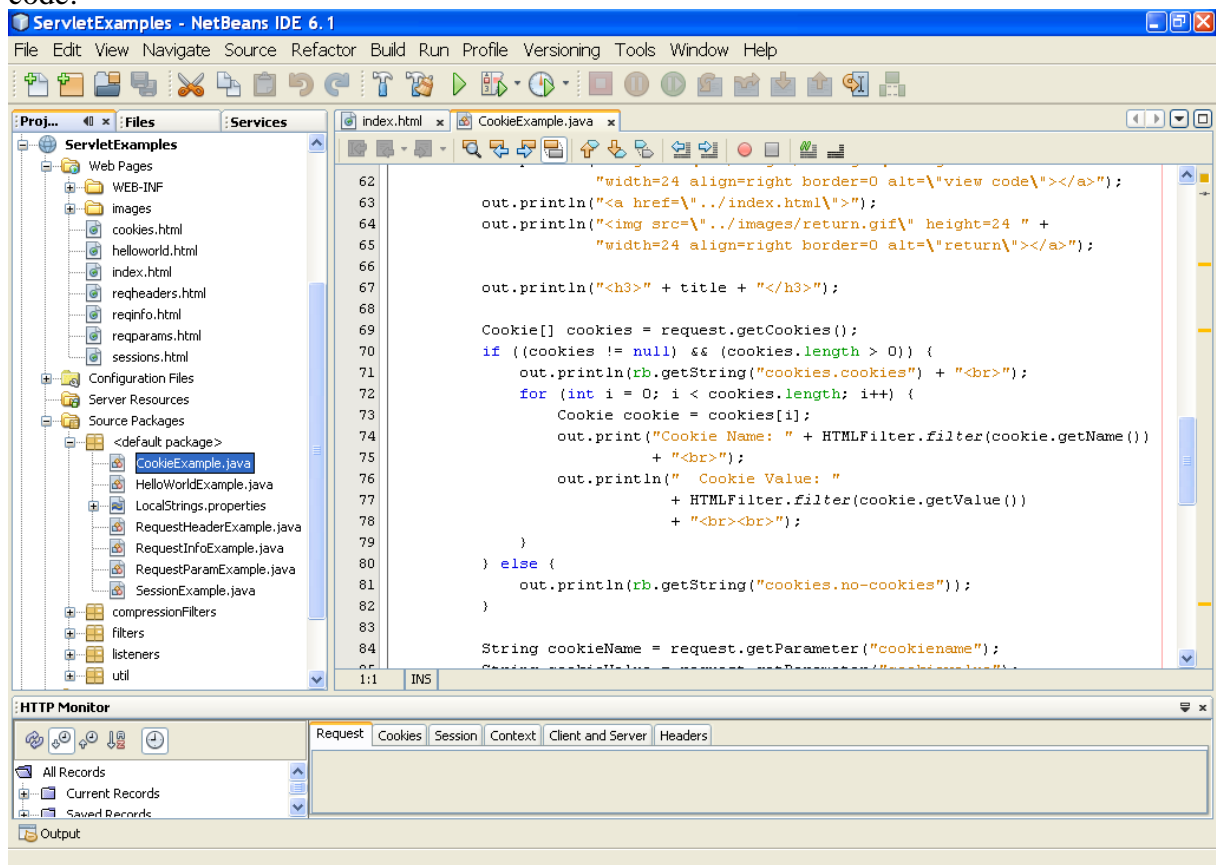 code:
ServletExamples - NetBeans IDE 6.1
File Edit View Navigate Source Refactor Build Run Profile Versioning Tools Window Help
Proj... Files Services
ServletExamples
Web Pages
WEB-INF
images
cookies.html
helloworld.html
index.html
reqheaders.html
reqinfo.html
reqparams.html
sessions.html
Configuration Files
Server Resources
Source Packages
<default package>
CookieExample.java
HelloWorldExample.java
LocalStrings.properties
RequestHeaderExample.java
RequestInfoExample.java
RequestParamExample.java
SessionExample.java
compressionFilters
filters
listeners
util
index.html x CookieExample.java x
62 "width=24 align=right border=0 alt=\"view code\"></a>");
63 out.println("<a href=\"../index.html\">");
64 out.println("<img src=\"../images/return.gif\" height=24 " +
65 "width=24 align=right border=0 alt=\"return\"></a>");
66
67 out.println("<h3>" + title + "</h3>");
68
69 Cookie[] cookies = request.getCookies();
70 if ((cookies != null) && (cookies.length > 0)) {
71 out.println(rb.getString("cookies.cookies") + "<br>");
72 for (int i = 0; i < cookies.length; i++) {
73 Cookie cookie = cookies[i];
74 out.print("Cookie Name: " + HTMLFilter.filter(cookie.getName())
75 + "<br>");
76 out.println("  Cookie Value: "
77 + HTMLFilter.filter(cookie.getValue())
78 + "<br><br>");
79 }
80 } else {
81 out.println(rb.getString("cookies.no-cookies"));
82 }
83
84 String cookieName = request.getParameter("cookiename");
1:1 INS
HTTP Monitor
All Records
Current Records
Saved Records
Request Cookies Session Context Client and Server Headers
Output